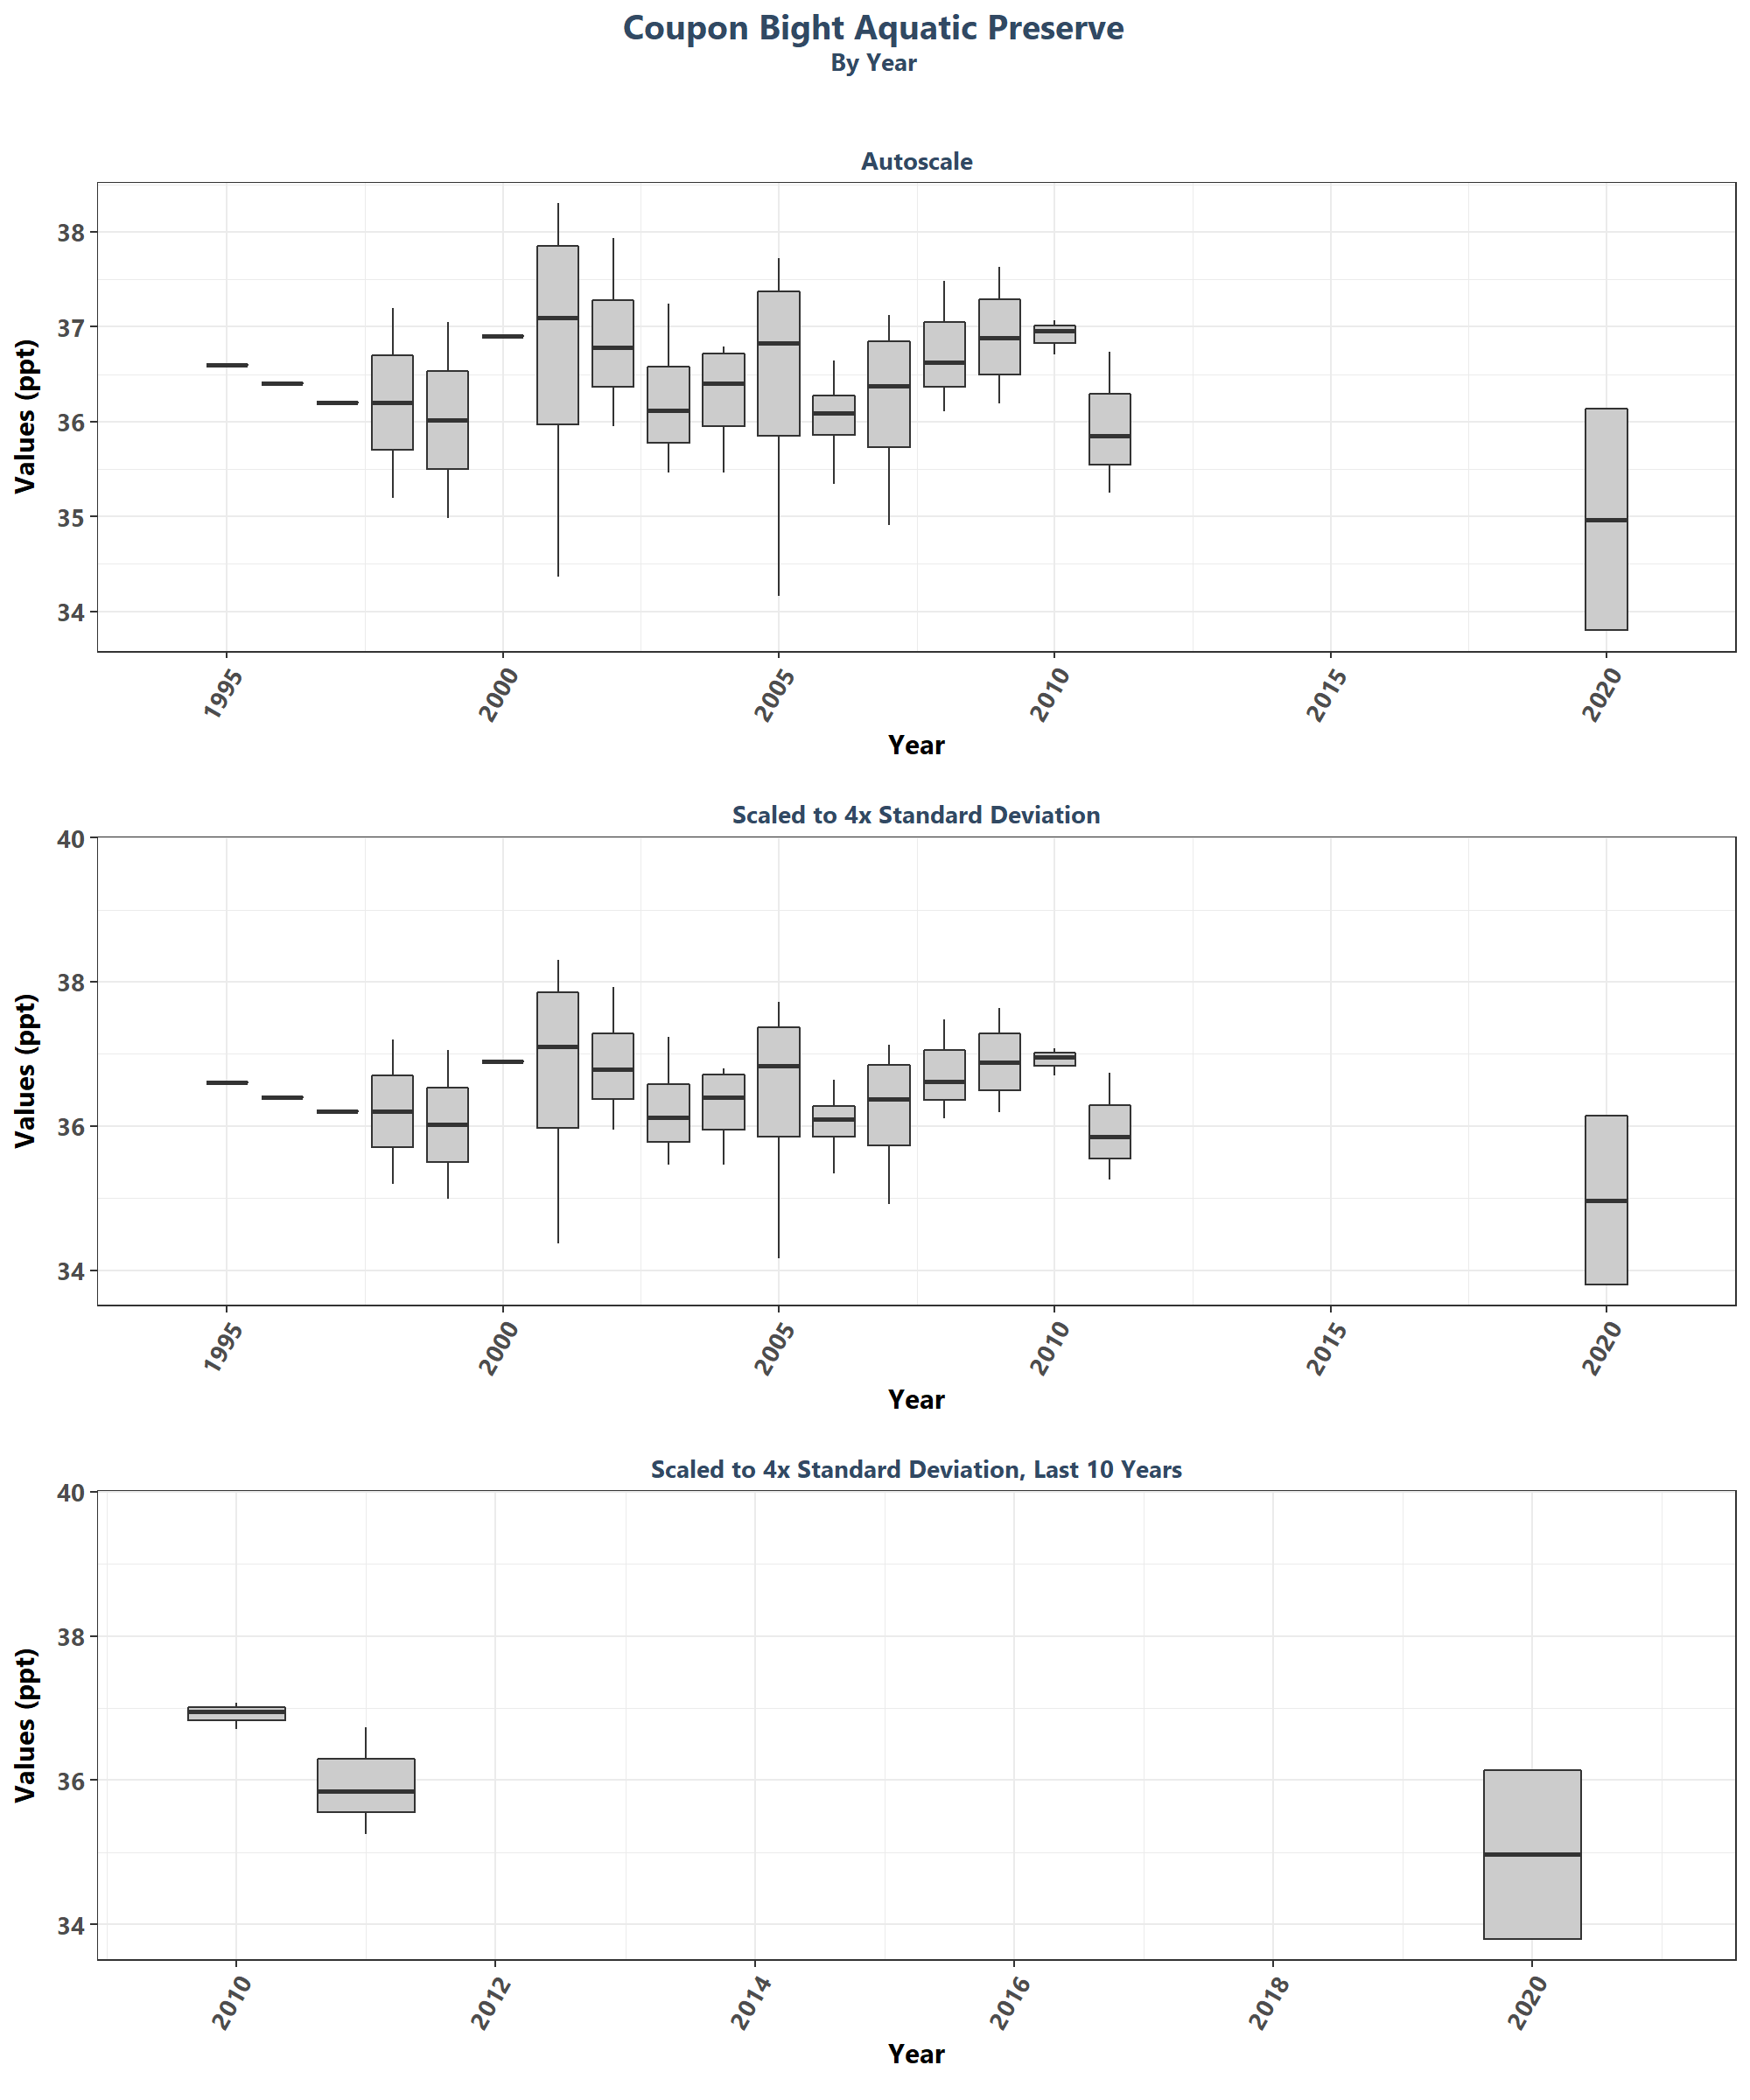 Coupon Bight Aquatic Preserve
By Year
Autoscale
Values (ppt)
38
37
36
35
34
1995
2000
2005
2010
2015
2020
Year
Scaled to 4x Standard Deviation
Values (ppt)
40
38
36
34
1995
2000
2005
2010
2015
2020
Year
Scaled to 4x Standard Deviation, Last 10 Years
Values (ppt)
40
38
36
34
2010
2012
2014
2016
2018
2020
Year